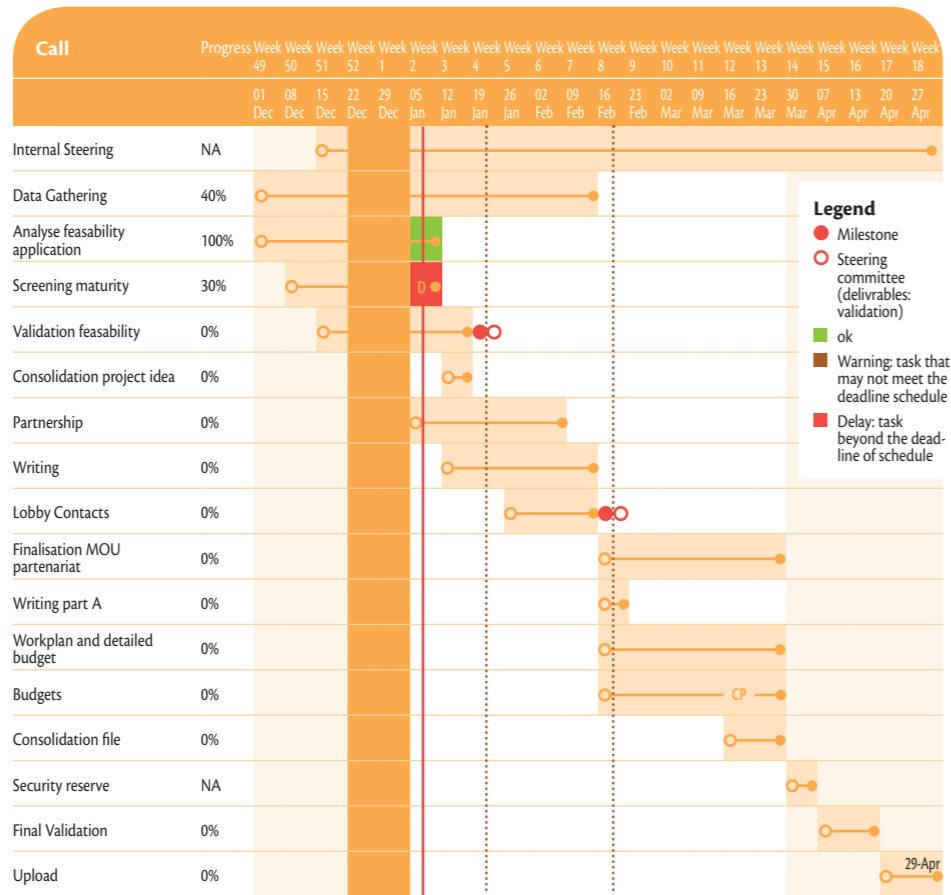 Call Progress Week Week Week Week Week Week Week Week Week Week Week Week Week Week Week Week Week Week Week Week Week Week
49 50 51 52 1 2 3 4 5 6 7 8 9 10 11 12 13 14 15 16 17 18
01 08 15 22 29 05 12 19 26 02 09 16 23 02 09 16 23 30 07 13 20 27
Dec Dec Dec Dec Dec Jan Jan Jan Jan Feb Feb Feb Feb Mar Mar Mar Mar Mar Apr Apr Apr Apr
Internal Steering NA
Data Gathering 40%
Analyse feasability
application 100%
Screening maturity 30% D
Validation feasability 0%
Consolidation project idea 0%
Partnership 0%
Writing 0%
Lobby Contacts 0%
Finalisation MOU
partenariat 0%
Writing part A 0%
Workplan and detailed
budget 0%
Budgets 0% CP
Consolidation file 0%
Security reserve NA
Final Validation 0%
Upload 0% 29-Apr
Legend
Milestone
Steering
committee
(delivrables:
validation)
ok
Warning: task that
may not meet the
deadline schedule
Delay: task
beyond the dead-
line of schedule